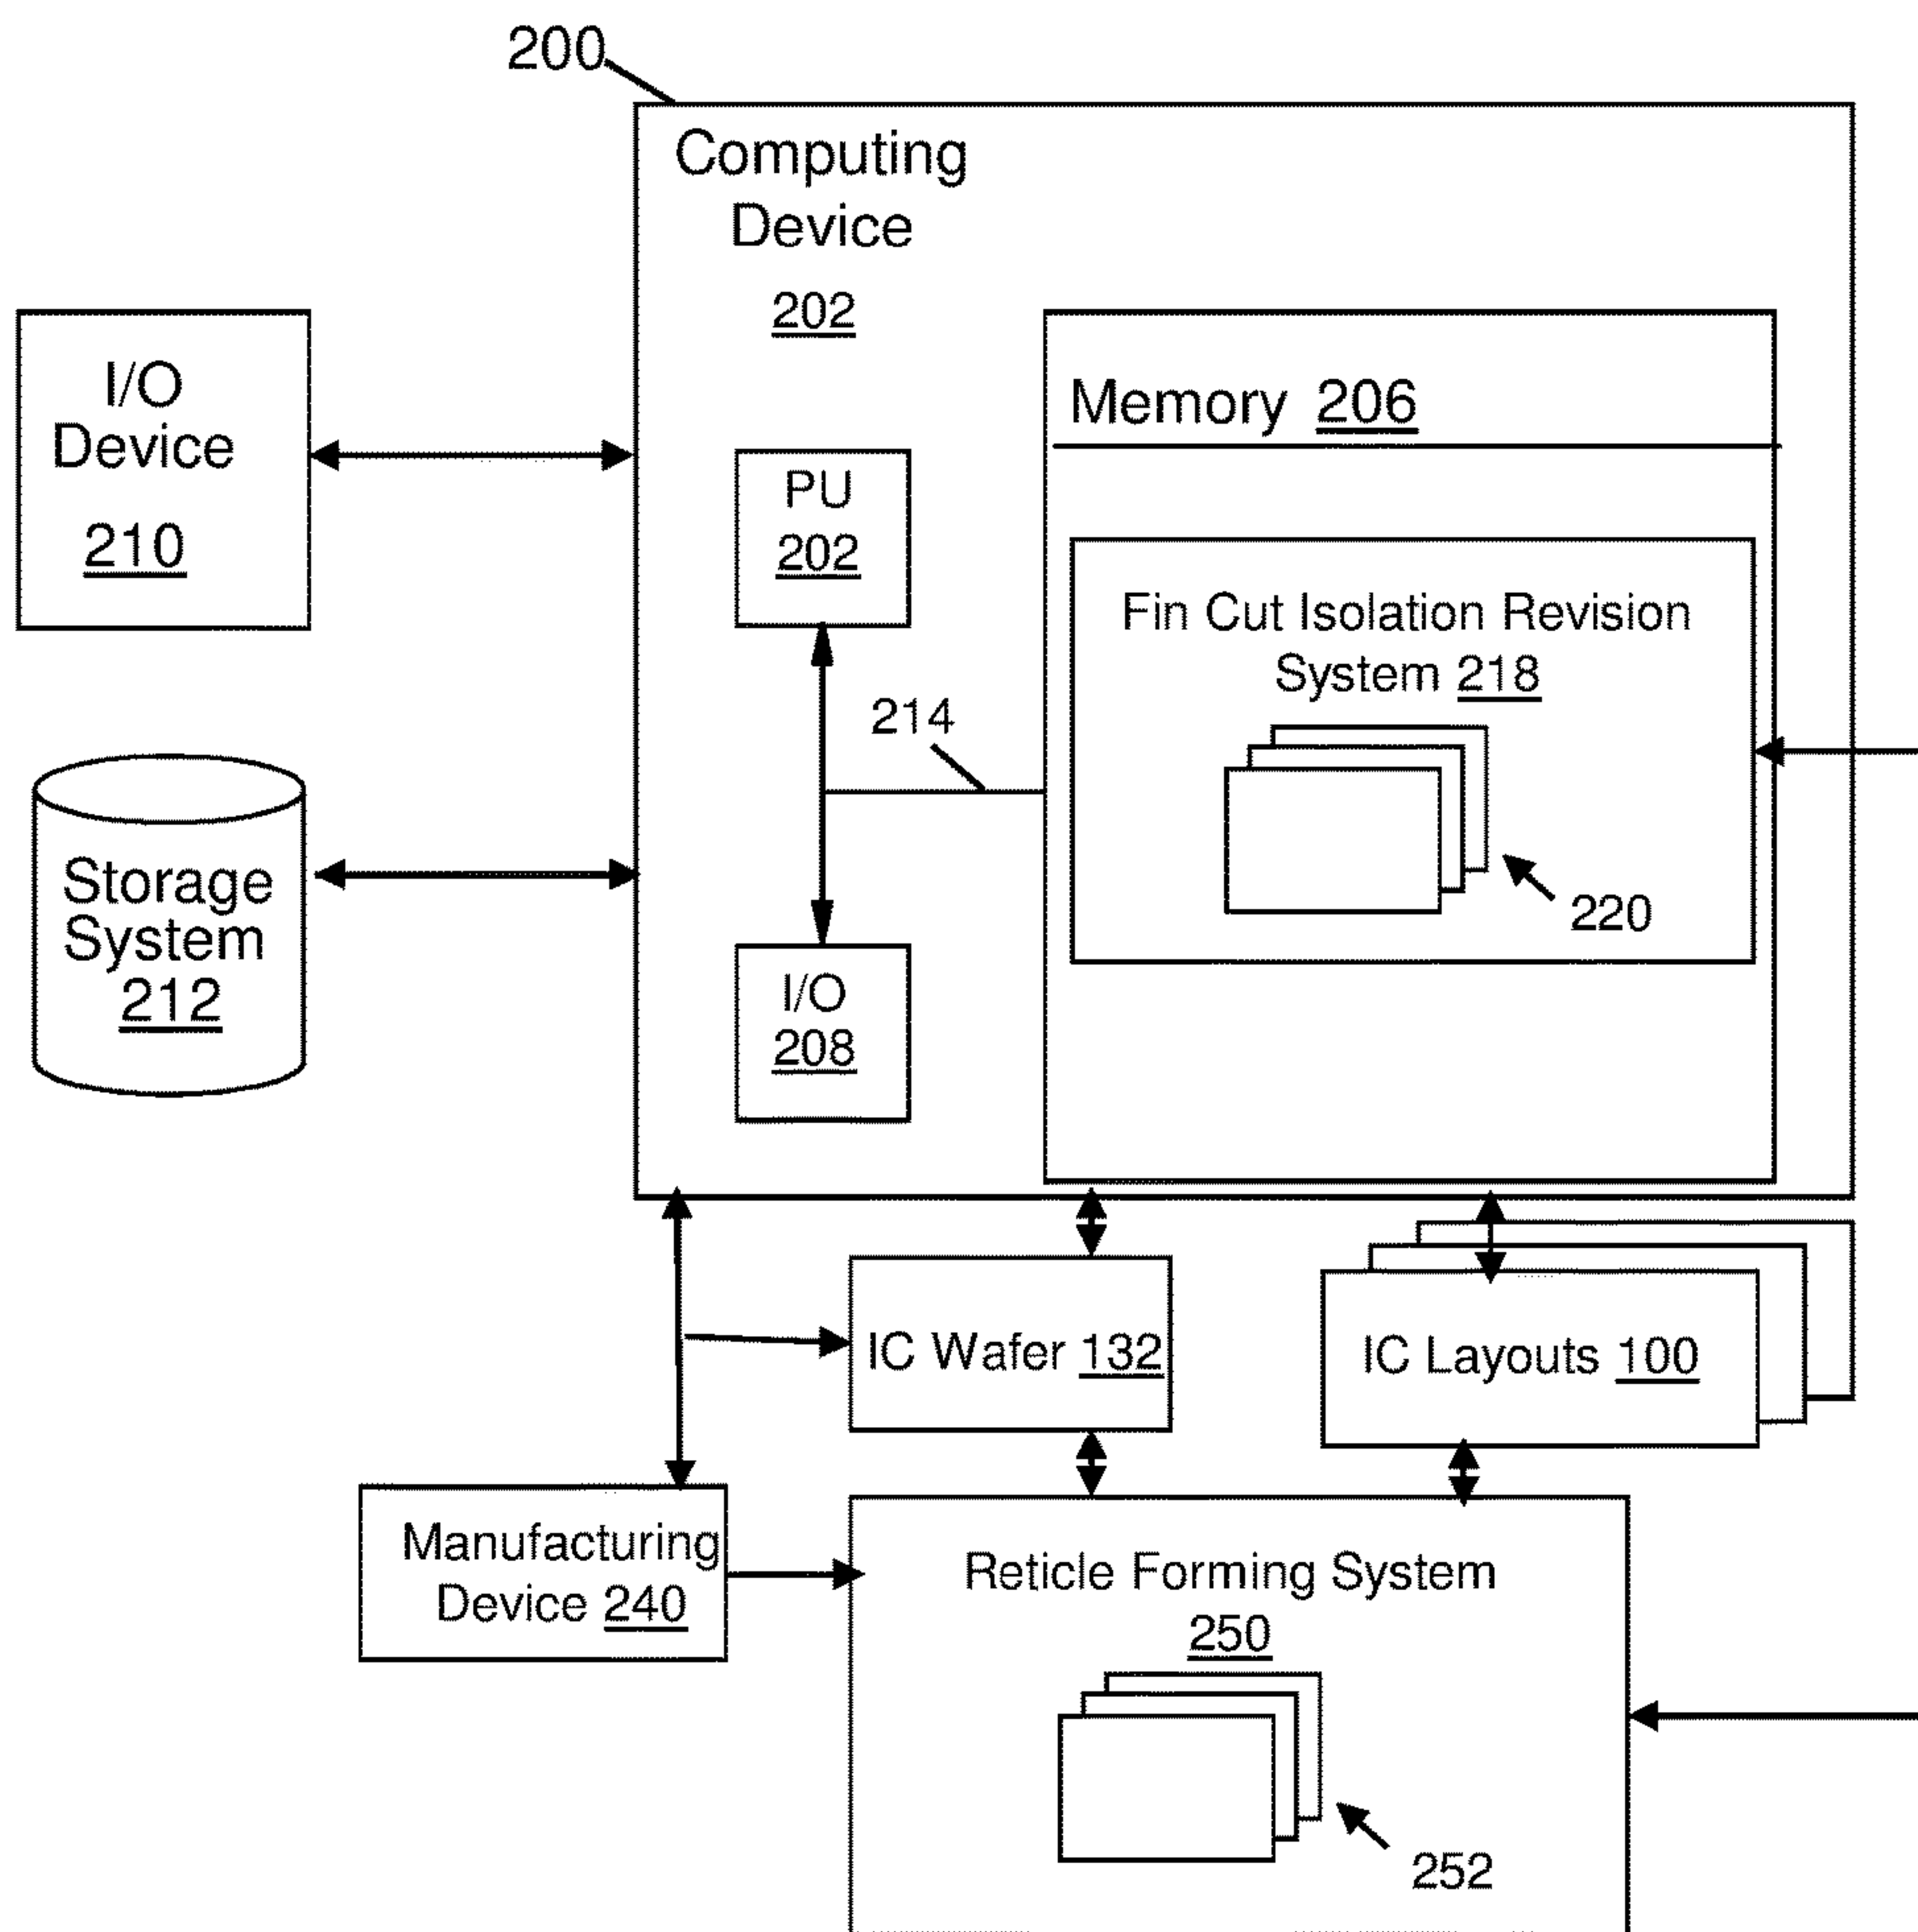 200
Computing
Device
202
I/O
Device
210
Memory 206
PU
202
Fin Cut Isolation Revision
System 218
214
220
Storage
System
212
I/O
208
IC Wafer 132
IC Layouts 100
Manufacturing
Device 240
Reticle Forming System
250
252